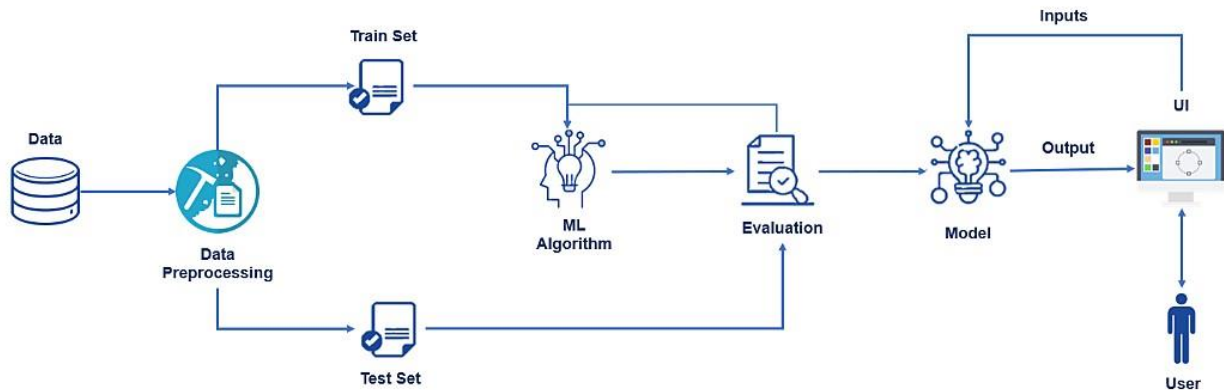 Inputs
Train Set
UI
Data
Output
ML
Algorithm
Evaluation
Model
Data
Preprocessing
Test Set
User